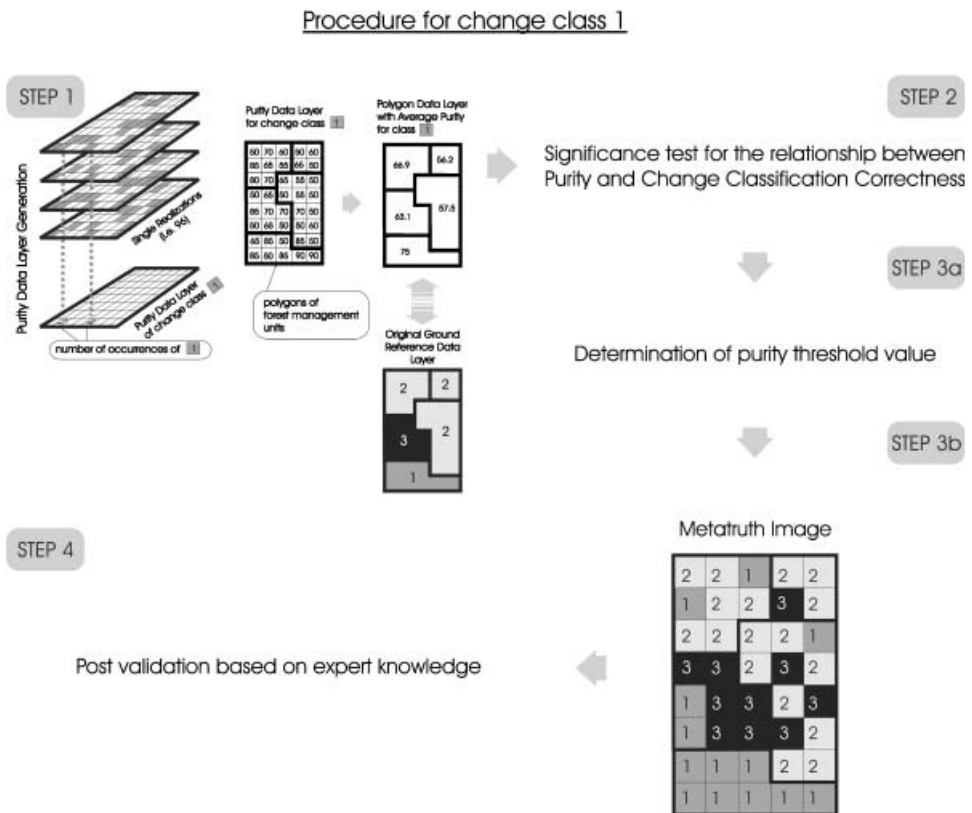 Procedure for change class 1
STEP 1
Purity Data Layer Generation
Single Realizations
(i.e. 96)
Purity Data Layer
of change class 1
number of occurrences of 1
Purity Data Layer
for change class 1
50 70 60 50 60
85 65 55 65 50
80 70 65 55 50
50 65 50 55 50
85 70 70 70 50
65 50 50 50 60
65 85 50 85 50
85 50 85 90 90
polygons of
forest management
units
Polygon Data Layer
with Average Purity
for class 1
66.9
56.2
57.5
63.1
75
Original Ground
Reference Data
Layer
2
2
2
3
1
STEP 2
Significance test for the relationship between
Purity and Change Classification Correctness
STEP 3a
Determination of purity threshold value
STEP 3b
Metatruth Image
2 2 1 2 2
1 2 2 3 2
2 2 2 2 1
3 3 2 3 2
1 3 3 2 3
1 3 3 3 2
1 1 1 2 2
1 1 1 1 1
STEP 4
Post validation based on expert knowledge